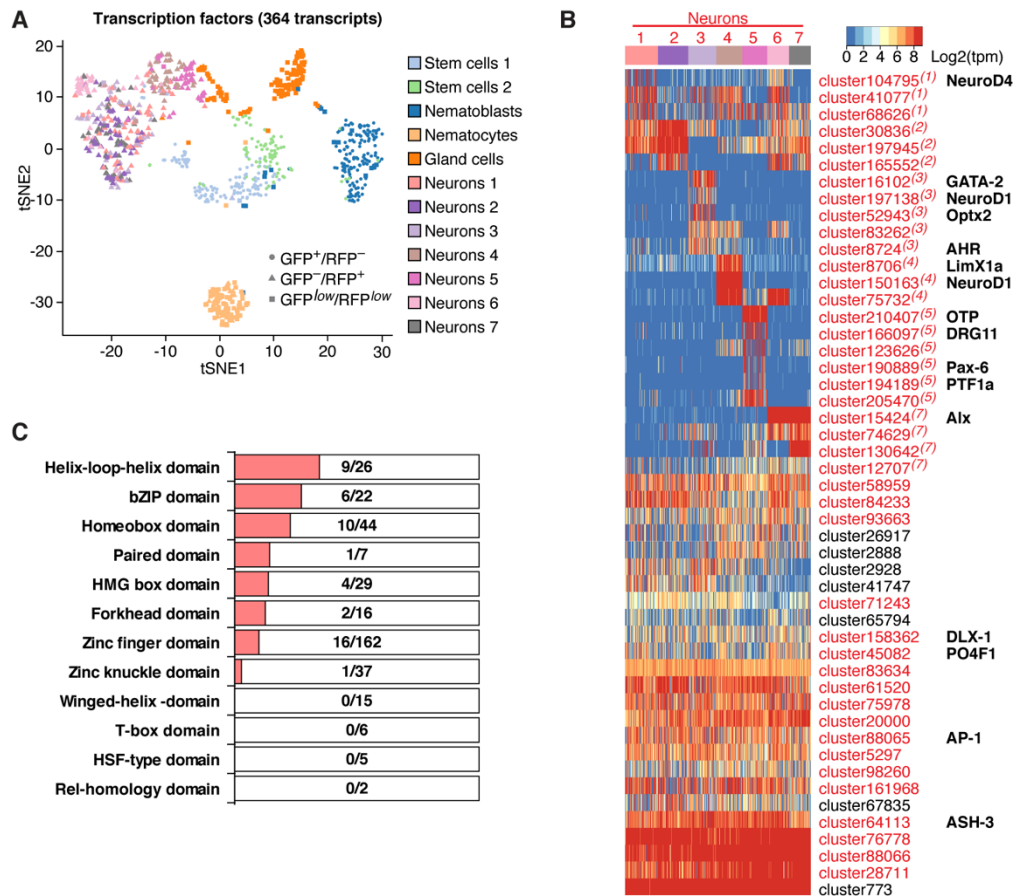 A
Transcription factors (364 transcripts)
20
10
0
-10
-20
-30
tSNE2
-20
-10
0
10
20
30
tSNE1
GFP+/RFP−
GFP−/RFP+
GFPlow/RFPlow
Stem cells 1
Stem cells 2
Nematoblasts
Nematocytes
Gland cells
Neurons 1
Neurons 2
Neurons 3
Neurons 4
Neurons 5
Neurons 6
Neurons 7
B
Neurons
1 2 3 4 5 6 7
0 2 4 6 8
Log2(tpm)
cluster104795(1) NeuroD4
cluster41077(1)
cluster68626(1)
cluster30836(2)
cluster197945(2)
cluster165552(2)
cluster16102(3) GATA-2
cluster197138(3) NeuroD1
cluster52943(3) Optx2
cluster83262(3)
cluster8724(3) AHR
cluster8706(4) LimX1a
cluster150163(4) NeuroD1
cluster75732(4)
cluster210407(5) OTP
cluster166097(5) DRG11
cluster123626(5)
cluster190889(5) Pax-6
cluster194189(5) PTF1a
cluster205470(5)
cluster15424(7) Alx
cluster74629(7)
cluster130642(7)
cluster12707(7)
cluster58959
cluster84233
cluster93663
cluster26917
cluster2888
cluster2928
cluster41747
cluster71243
cluster65794
cluster158362 DLX-1
cluster45082 PO4F1
cluster83634
cluster61520
cluster75978
cluster20000
cluster88065 AP-1
cluster5297
cluster98260
cluster161968
cluster67835
cluster64113 ASH-3
cluster76778
cluster88066
cluster28711
cluster773
C
Helix-loop-helix domain 9/26
bZIP domain 6/22
Homeobox domain 10/44
Paired domain 1/7
HMG box domain 4/29
Forkhead domain 2/16
Zinc finger domain 16/162
Zinc knuckle domain 1/37
Winged-helix -domain 0/15
T-box domain 0/6
HSF-type domain 0/5
Rel-homology domain 0/2